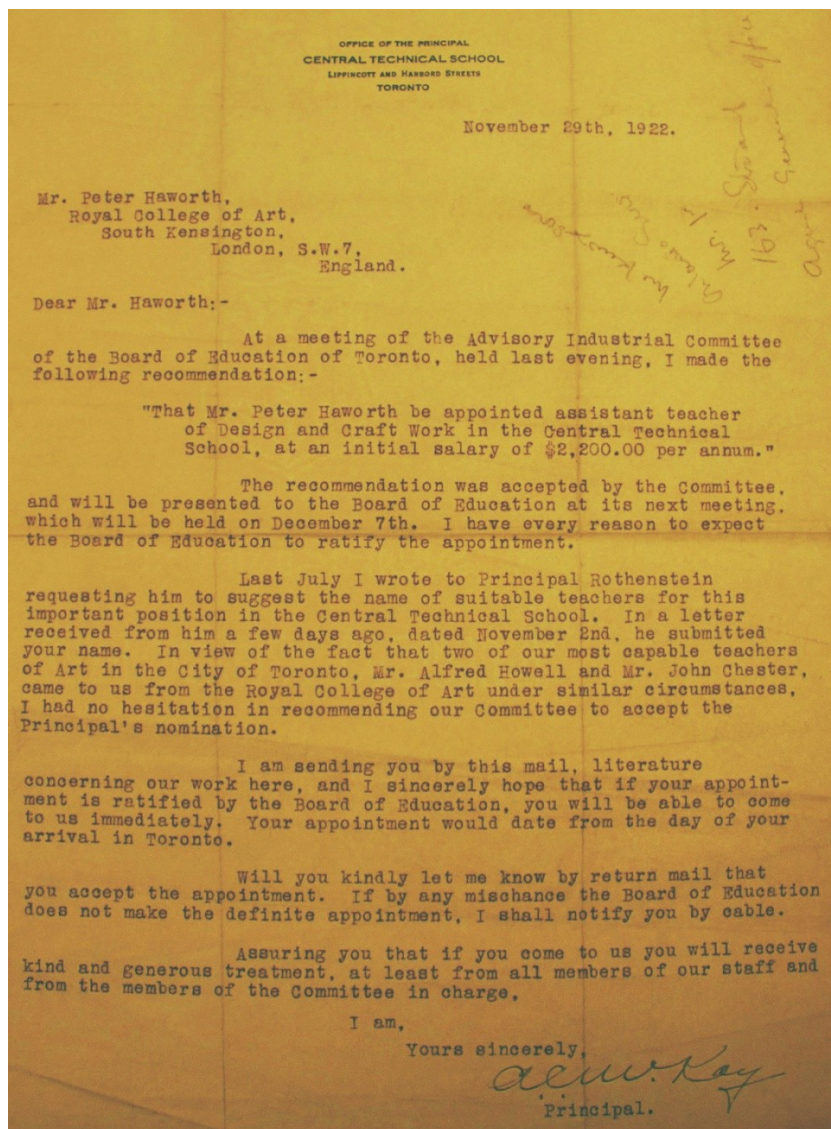 OFFICE OF THE PRINCIPAL
CENTRAL TECHNICAL SCHOOL
LIPPINCOTT AND HARBORD STREETS
TORONTO
November 29th, 1922.
163. Strand
Mr. Peter Haworth,
Royal College of Art,
South Kensington,
London, S.W.7,
England.
Dear Mr. Haworth:-
At a meeting of the Advisory Industrial Committee
of the Board of Education of Toronto, held last evening, I made the
following recommendation:-
"That Mr. Peter Haworth be appointed assistant teacher
of Design and Craft Work in the Central Technical
School, at an initial salary of $2,200.00 per annum."
The recommendation was accepted by the Committee,
and will be presented to the Board of Education at its next meeting,
which will be held on December 7th. I have every reason to expect
the Board of Education to ratify the appointment.
Last July I wrote to Principal Rothenstein
requesting him to suggest the name of suitable teachers for this
important position in the Central Technical School. In a letter
received from him a few days ago, dated November 2nd, he submitted
your name. In view of the fact that two of our most capable teachers
of Art in the City of Toronto, Mr. Alfred Howell and Mr. John Chester,
came to us from the Royal College of Art under similar circumstances,
I had no hesitation in recommending our Committee to accept the
Principal's nomination.
I am sending you by this mail, literature
concerning our work here, and I sincerely hope that if your appoint-
ment is ratified by the Board of Education, you will be able to come
to us immediately. Your appointment would date from the day of your
arrival in Toronto.
Will you kindly let me know by return mail that
you accept the appointment. If by any mischance the Board of Education
does not make the definite appointment, I shall notify you by cable.
Assuring you that if you come to us you will receive
kind and generous treatment, at least from all members of our staff and
from the members of the Committee in charge,
I am,
Yours sincerely,
Principal.